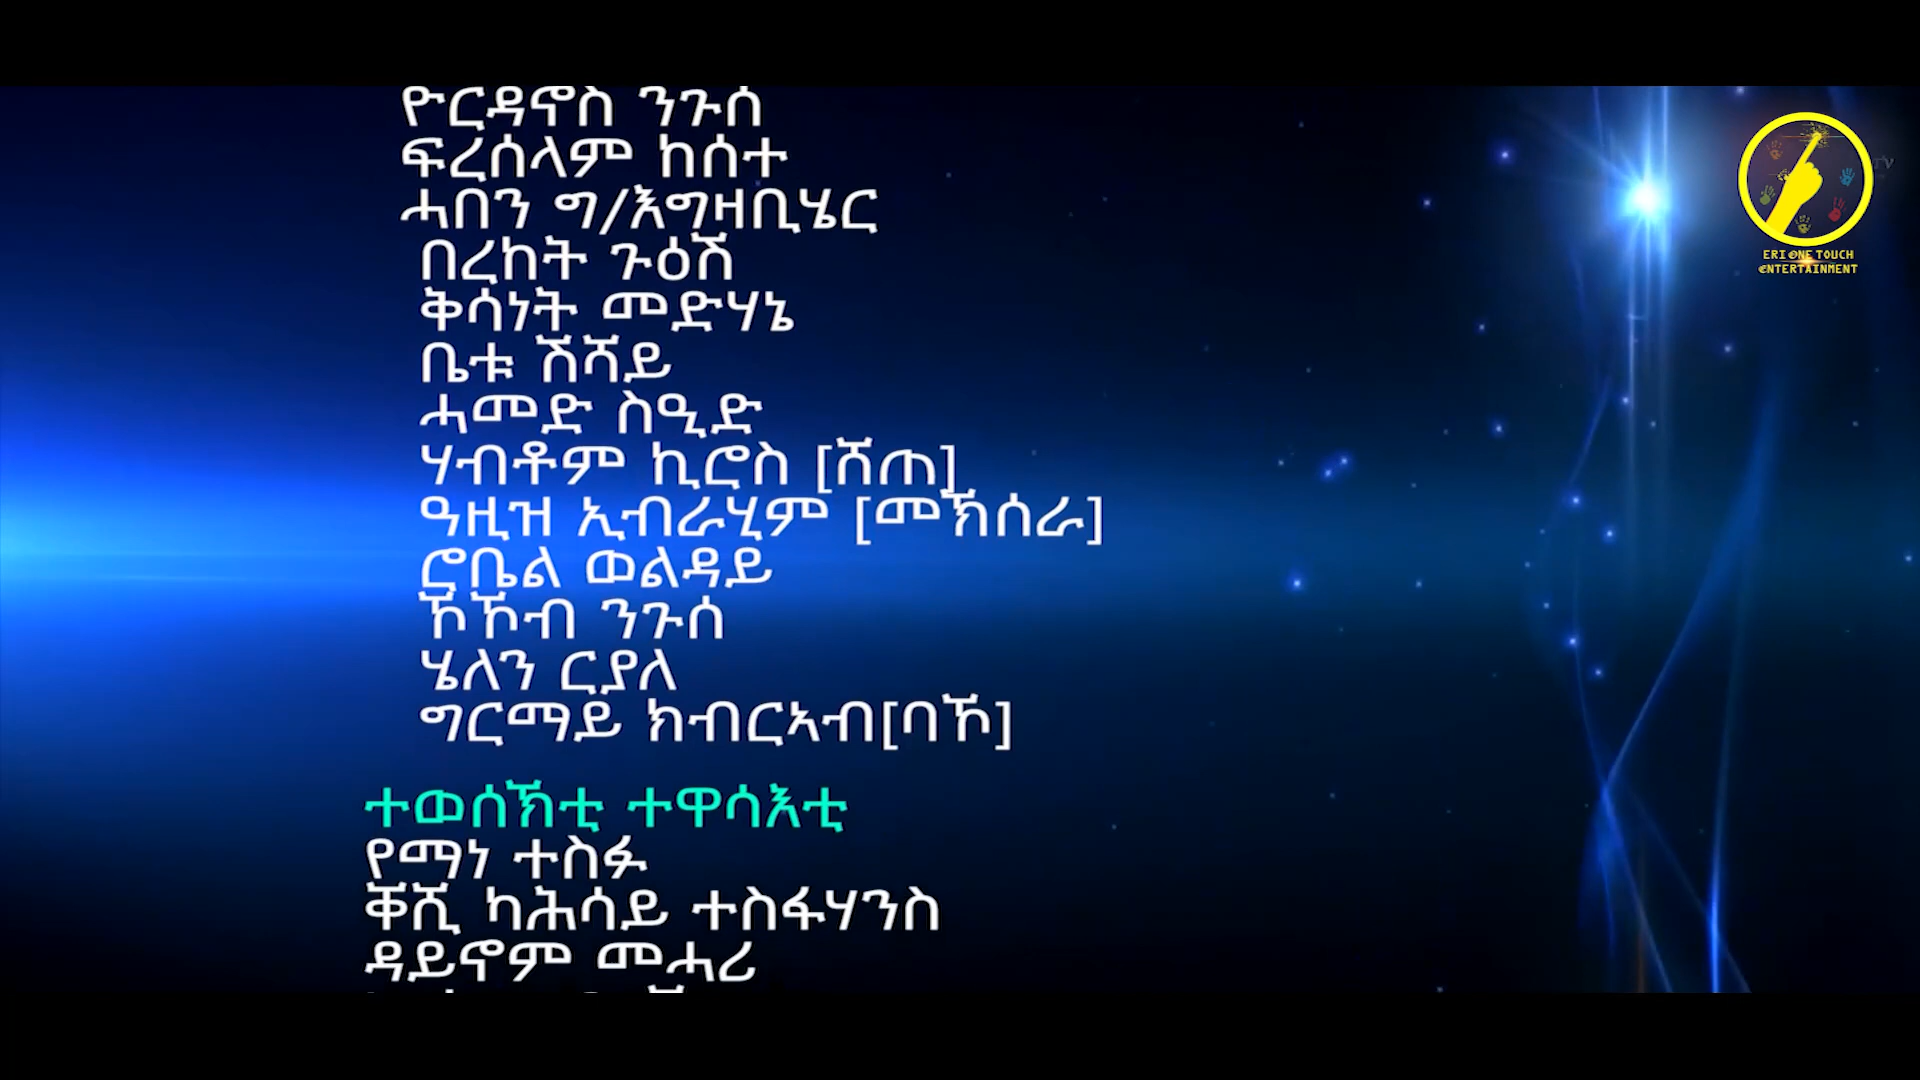 ዮርዳኖስ ንጉሰ
ፍረሰላም ከሰተ
ሓበን ግ/እግዛቢሄር
በረከት ጉዕሽ
ቅሳነት መድሃኔ
ቤቱ ሽሻይ
ሓመድ ስዒድ
ሃብቶም ኪሮስ [ሸጠ]
ዓዚዝ ኢብራሂም [መኽሰራ]
ሮቤል ወልዳይ
ኾኾብ ንጉሰ
ሄለን ርያለ
ግርማይ ክብርኣብ[ባኾ]
ተወሰኽቲ ተዋሳእቲ
የማነ ተስፉ
ቐሺ ካሕሳይ ተስፋሃንስ
ዳይኖም መሓሪ
ERI ONE TOUCH
ENTERTAINMENT